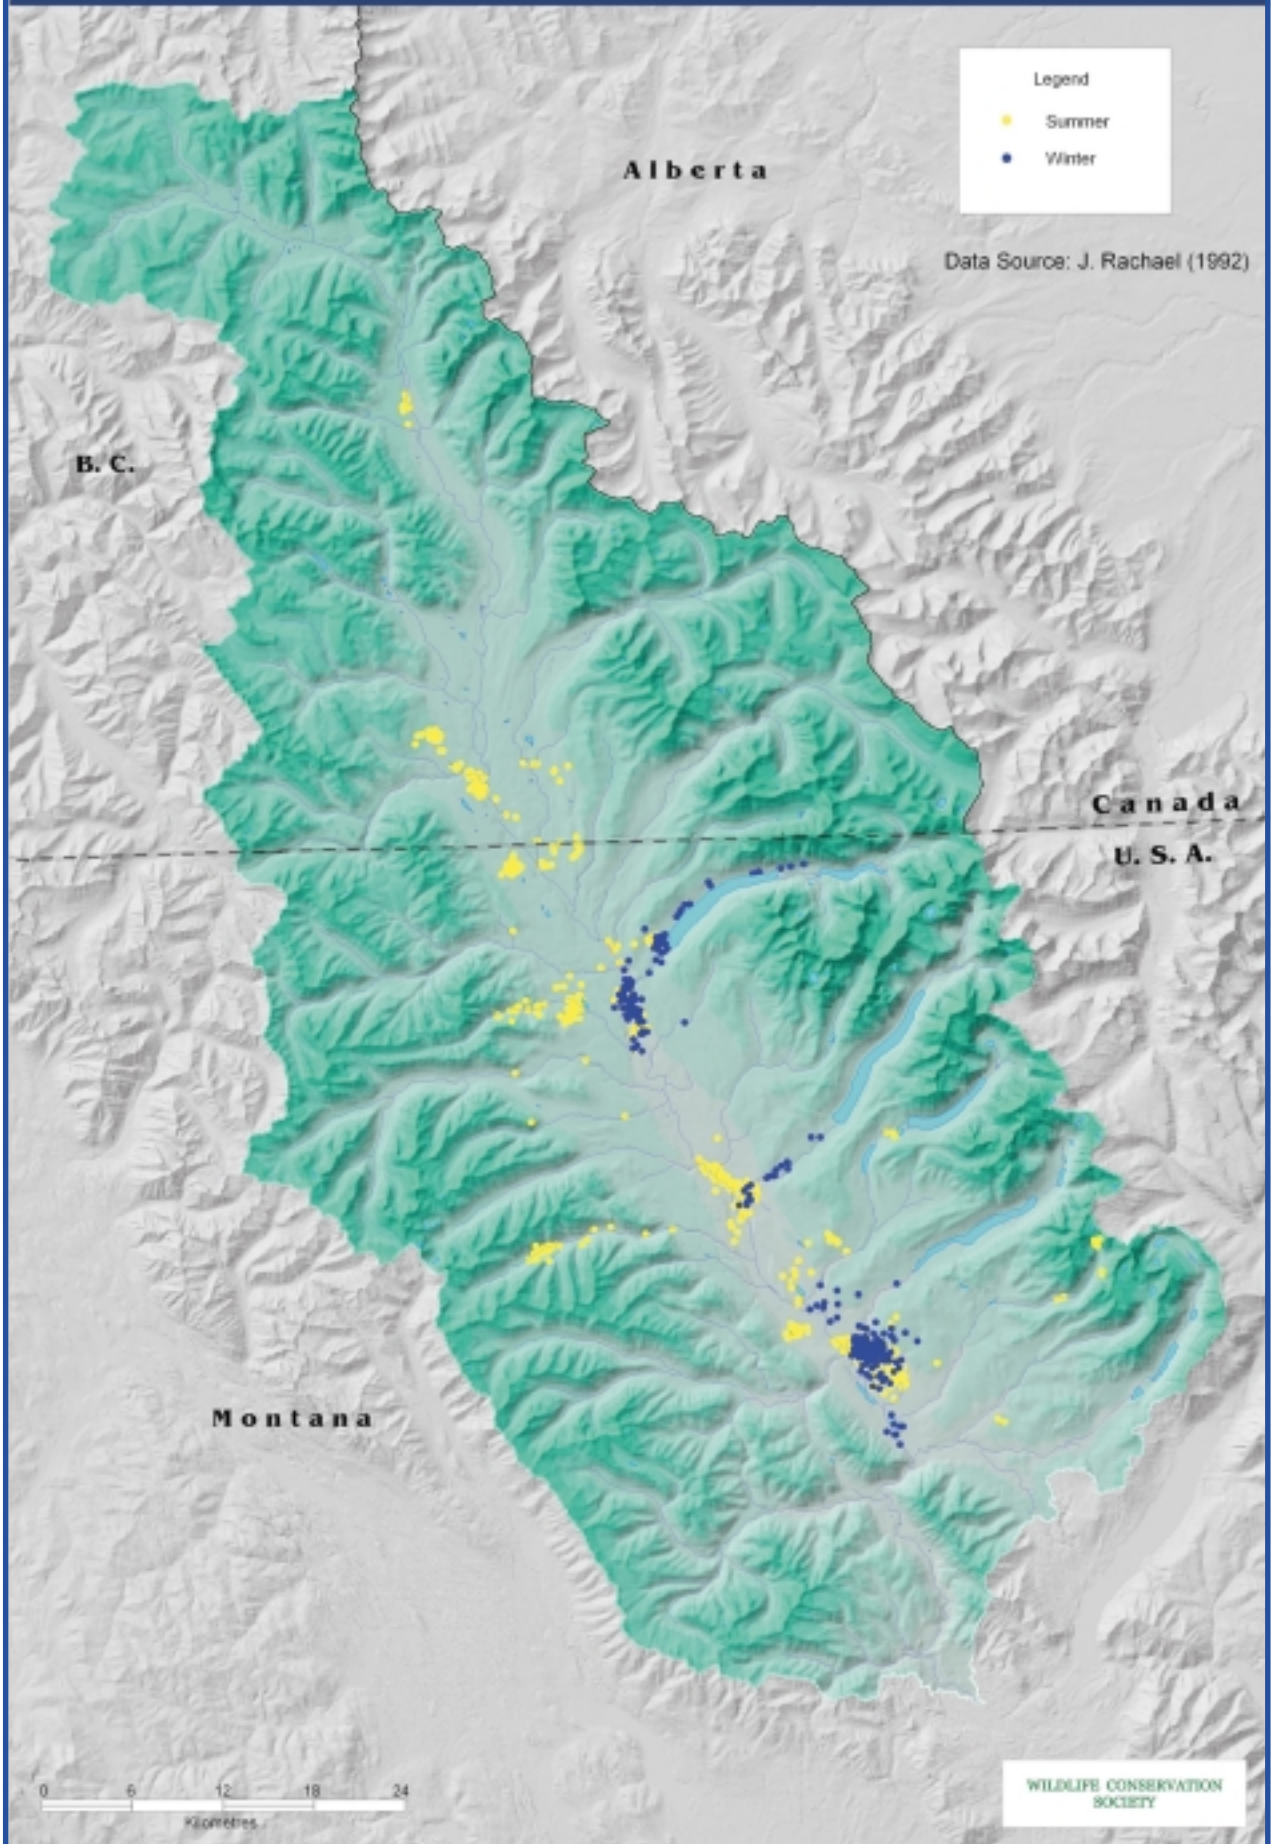 Legend
Summer
Winter
Alberta
Data Source: J. Rachael (1992)
B. C.
Canada
U. S. A.
Montana
0 6 12 18 24
Kilometres
WILDLIFE CONSERVATION
SOCIETY